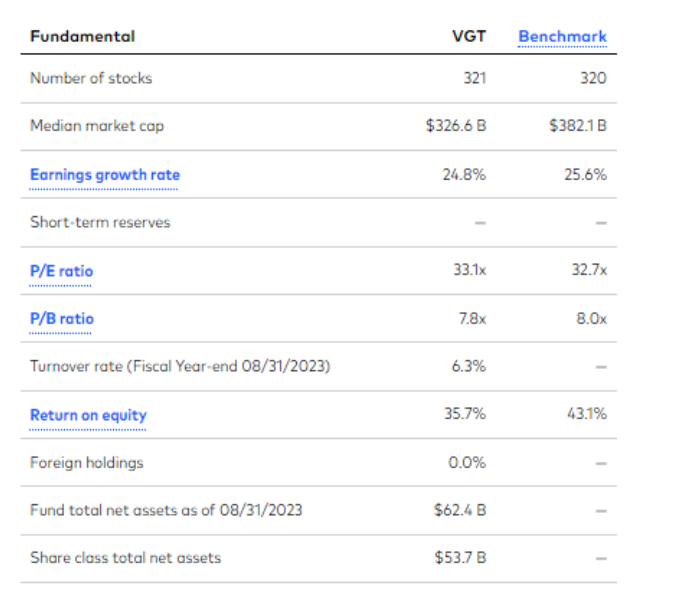 Fundamental VGT Benchmark
Number of stocks 321 320
Median market cap $326.6 B $382.1 B
Earnings growth rate 24.8% 25.6%
Short-term reserves — —
P/E ratio 33.1x 32.7x
P/B ratio 7.8x 8.0x
Turnover rate (Fiscal Year-end 08/31/2023) 6.3% —
Return on equity 35.7% 43.1%
Foreign holdings 0.0% —
Fund total net assets as of 08/31/2023 $62.4 B —
Share class total net assets $53.7 B —